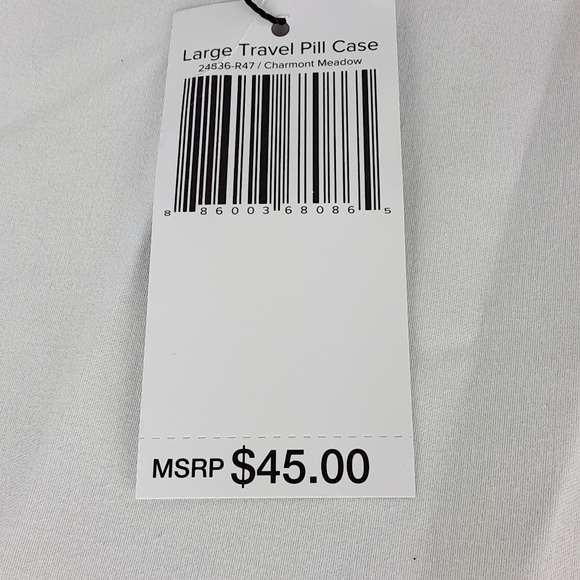 Large Travel Pill Case
24836-R47 / Charmont Meadow
8 86003 68086 5
MSRP $45.00